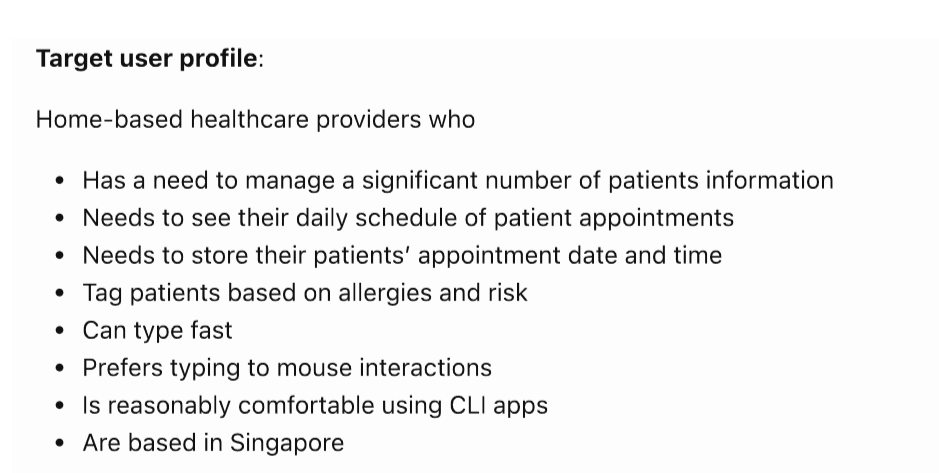 Target user profile:
Home-based healthcare providers who
• Has a need to manage a significant number of patients information
• Needs to see their daily schedule of patient appointments
• Needs to store their patients' appointment date and time
• Tag patients based on allergies and risk
• Can type fast
• Prefers typing to mouse interactions
• Is reasonably comfortable using CLI apps
• Are based in Singapore